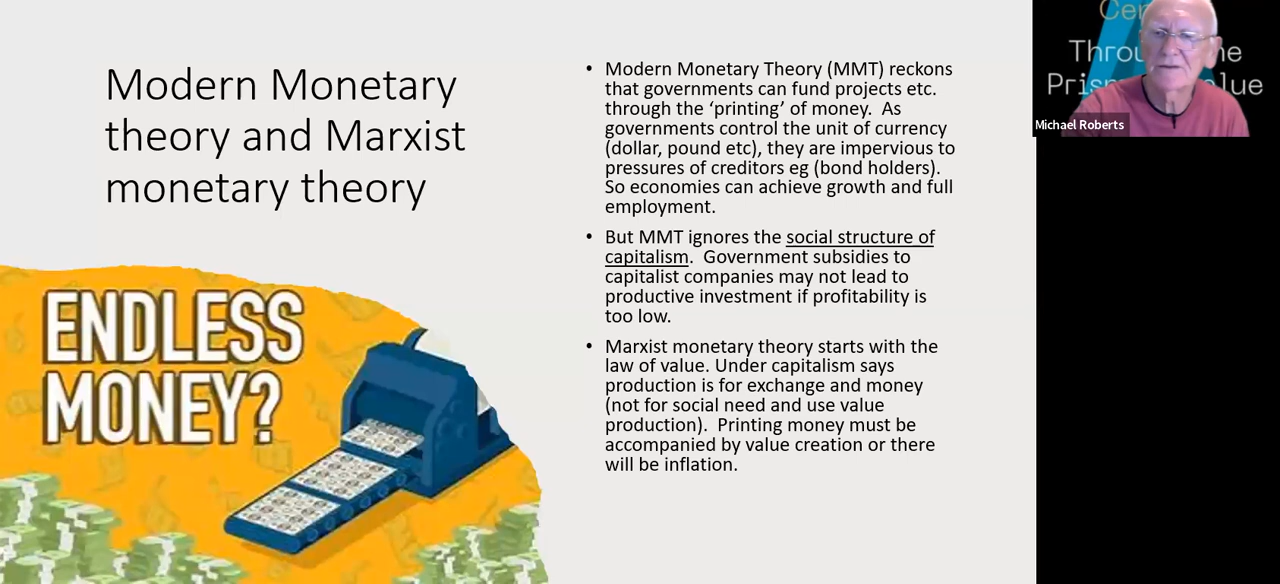 Modern Monetary
theory and Marxist
monetary theory
ENDLESS
MONEY?
• Modern Monetary Theory (MMT) reckons
that governments can fund projects etc.
through the ‘printing’ of money.  As
governments control the unit of currency
(dollar, pound etc), they are impervious to
pressures of creditors eg (bond holders).
So economies can achieve growth and full
employment.
• But MMT ignores the social structure of
capitalism.  Government subsidies to
capitalist companies may not lead to
productive investment if profitability is
too low.
• Marxist monetary theory starts with the
law of value. Under capitalism says
production is for exchange and money
(not for social need and use value
production).  Printing money must be
accompanied by value creation or there
will be inflation.
Michael Roberts